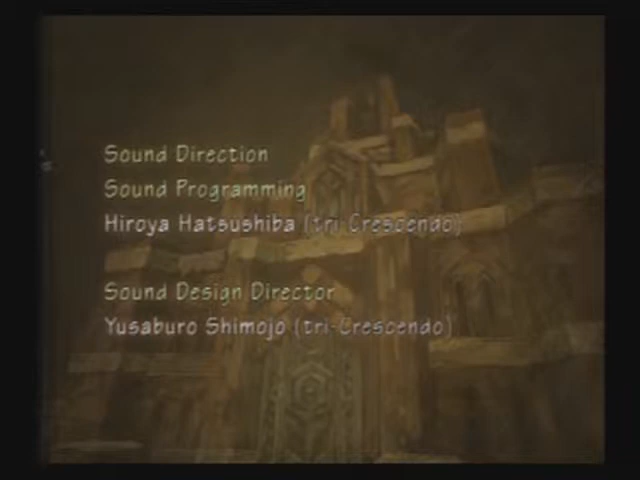 Sound Direction
Sound Programming
Hiroya Hatsushiba (tri-Crescendo)
Sound Design Director
Yusaburo Shimojo (tri-Crescendo)